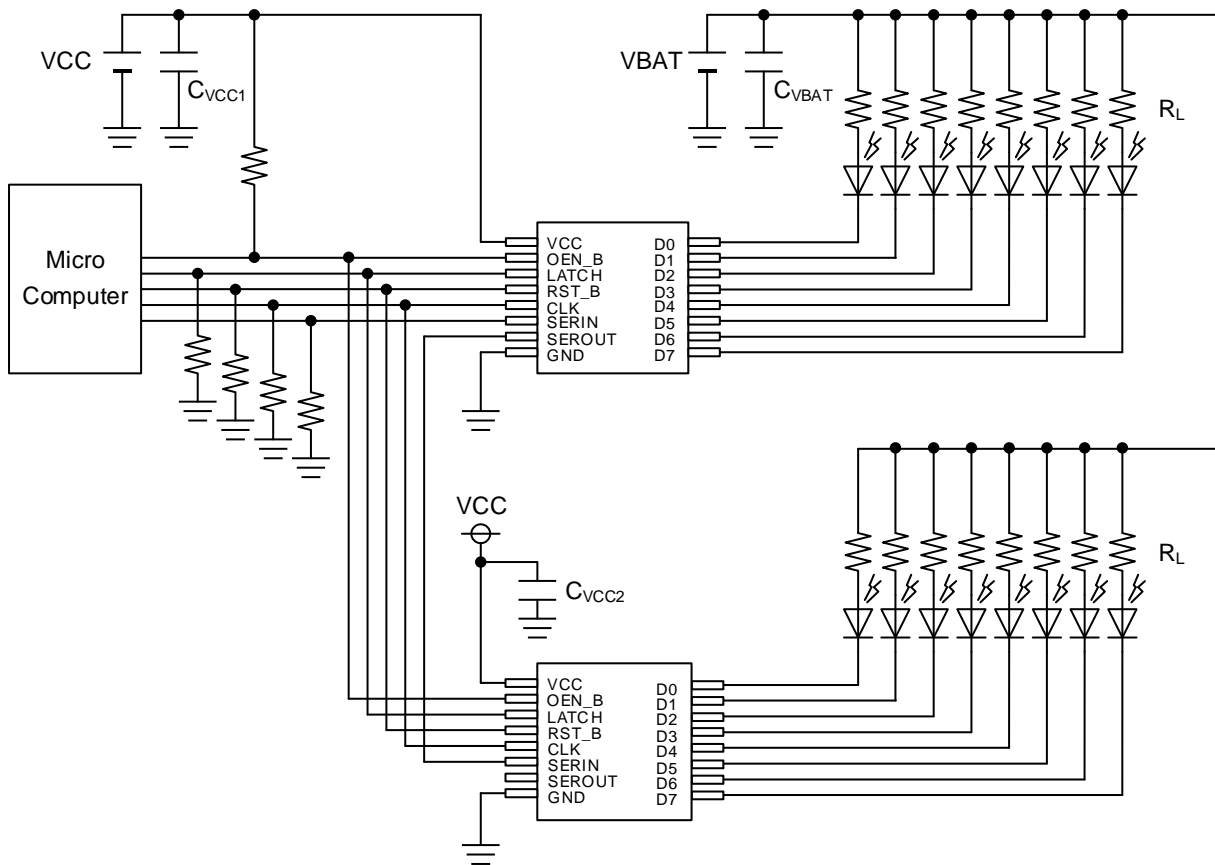 VCC
CVCC1
VBAT
CVBAT
RL
Micro
Computer
VCC
OEN_B
LATCH
RST_B
CLK
SERIN
SEROUT
GND
D0
D1
D2
D3
D4
D5
D6
D7
VCC
CVCC2
RL
VCC
OEN_B
LATCH
RST_B
CLK
SERIN
SEROUT
GND
D0
D1
D2
D3
D4
D5
D6
D7